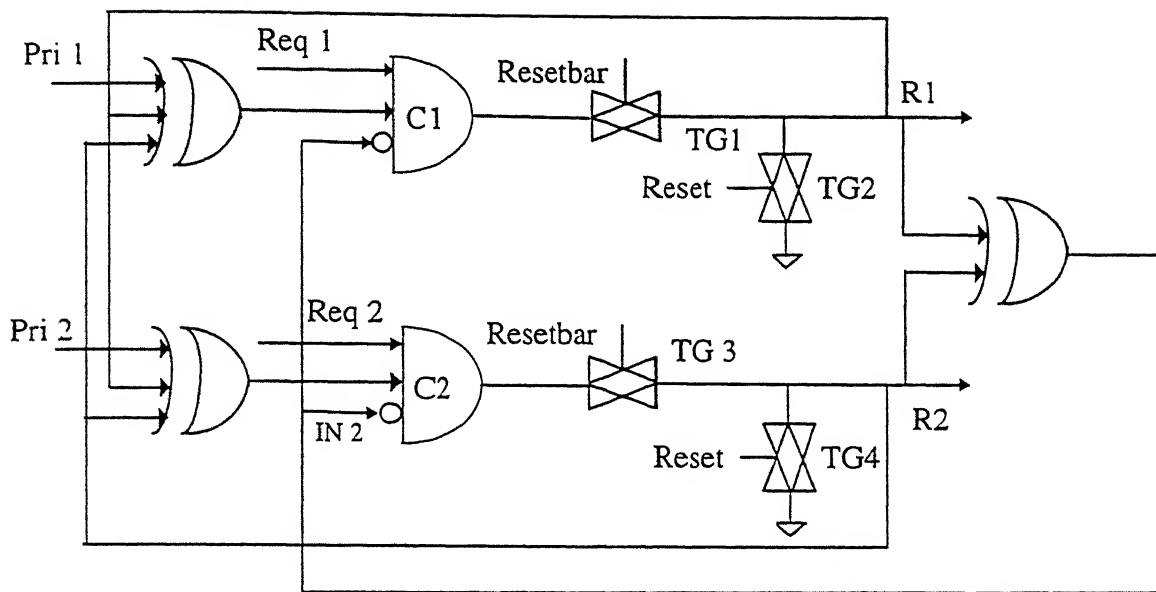 Pri 1
Req 1
C1
Resetbar
TG1
R1
Reset
TG2
Pri 2
Req 2
C2
IN 2
Resetbar
TG 3
R2
Reset
TG4